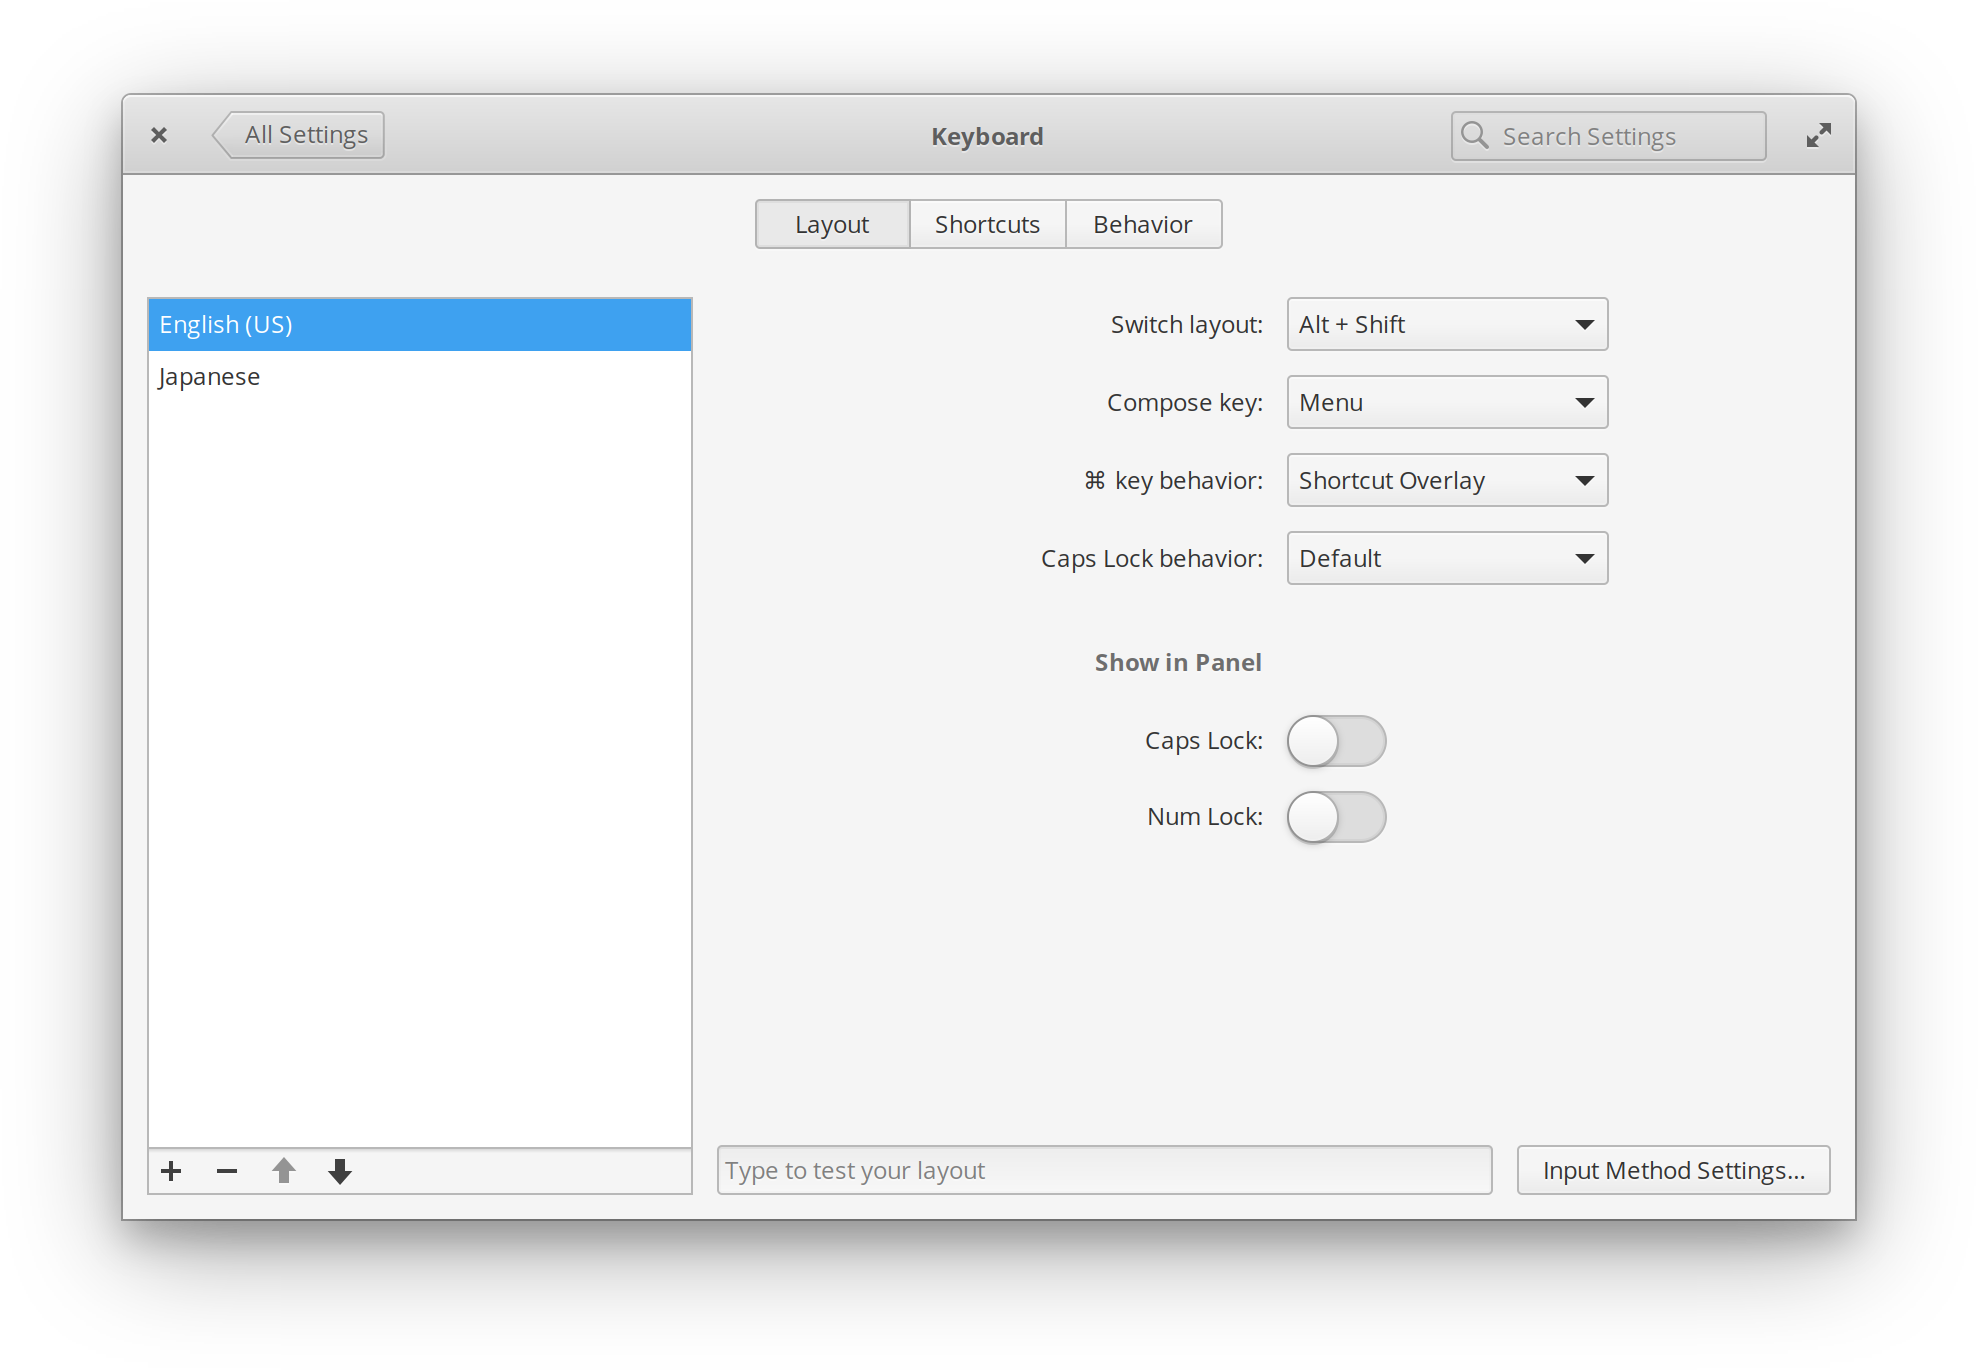 All Settings
Keyboard
Search Settings
Layout
Shortcuts
Behavior
English (US)
Japanese
Switch layout:
Alt + Shift
Compose key:
Menu
⌘ key behavior:
Shortcut Overlay
Caps Lock behavior:
Default
Show in Panel
Caps Lock:
Num Lock:
Type to test your layout
Input Method Settings…